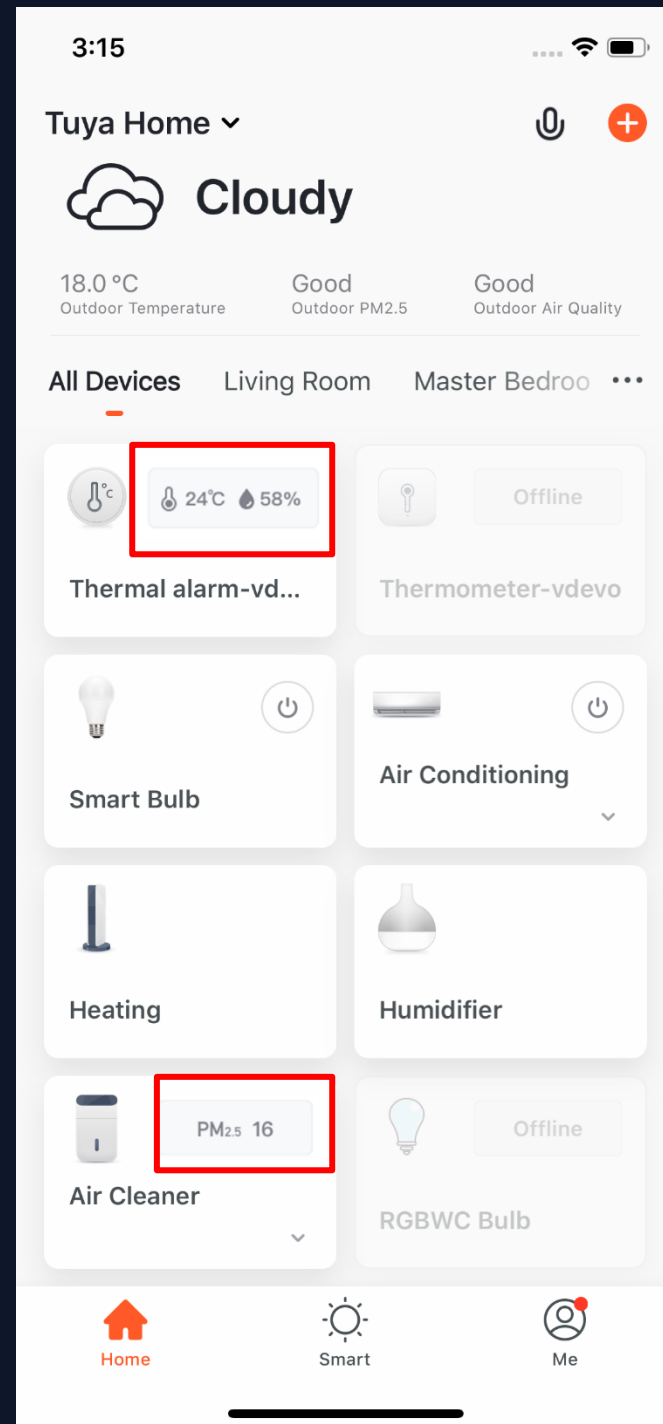 3:15
Tuya Home
Cloudy
18.0 °C Good Good
Outdoor Temperature Outdoor PM2.5 Outdoor Air Quality
All Devices Living Room Master Bedroo ...
°C 24℃ 58% Offline
Thermal alarm-vd... Thermometer-vdevo
Smart Bulb Air Conditioning
Heating Humidifier
PM2.5 16 Offline
Air Cleaner RGBWC Bulb
Home Smart Me